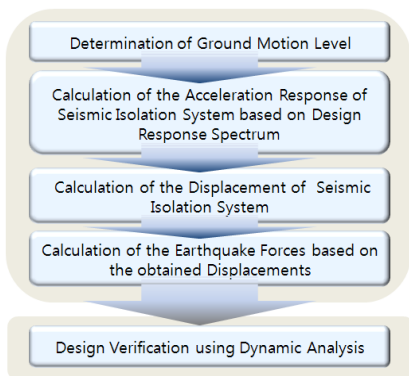 Determination of Ground Motion Level
Calculation of the Acceleration Response of
Seismic Isolation System based on Design
Response Spectrum
Calculation of the Displacement of Seismic
Isolation System
Calculation of the Earthquake Forces based on
the obtained Displacements
Design Verification using Dynamic Analysis